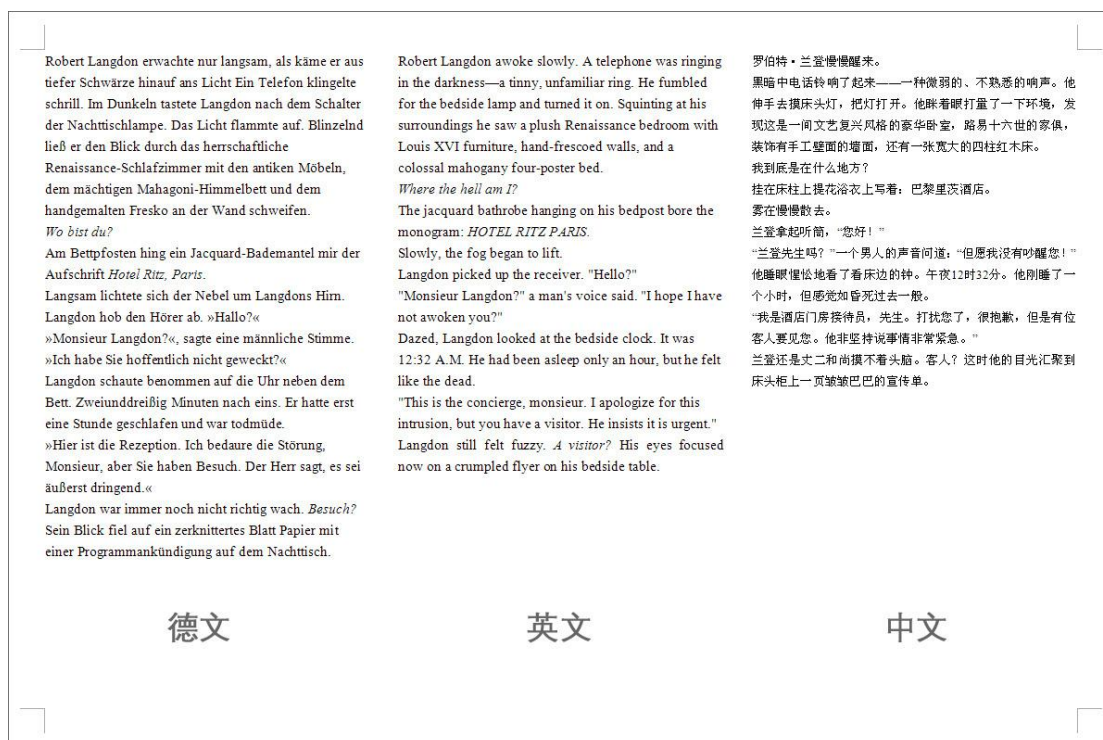 Robert Langdon erwachte nur langsam, als käme er aus
tiefer Schwärze hinauf ans Licht Ein Telefon klingelte
schrill. Im Dunkeln tastete Langdon nach dem Schalter
der Nachttischlampe. Das Licht flammte auf. Blinzelnd
ließ er den Blick durch das herrschaftliche
Renaissance-Schlafzimmer mit den antiken Möbeln,
dem mächtigen Mahagoni-Himmelbett und dem
handgemalten Fresko an der Wand schweifen.
Wo bist du?
Am Bettpfosten hing ein Jacquard-Bademantel mir der
Aufschrift Hotel Ritz, Paris.
Langsam lichtete sich der Nebel um Langdons Hirn.
Langdon hob den Hörer ab. »Hallo?«
»Monsieur Langdon?«, sagte eine männliche Stimme.
»Ich habe Sie hoffentlich nicht geweckt?«
Langdon schaute benommen auf die Uhr neben dem
Bett. Zweiunddreißig Minuten nach eins. Er hatte erst
eine Stunde geschlafen und war todmüde.
»Hier ist die Rezeption. Ich bedaure die Störung,
Monsieur, aber Sie haben Besuch. Der Herr sagt, es sei
äußerst dringend.«
Langdon war immer noch nicht richtig wach. Besuch?
Sein Blick fiel auf ein zerknittertes Blatt Papier mit
einer Programmankündigung auf dem Nachttisch.
德文
Robert Langdon awoke slowly. A telephone was ringing
in the darkness—a tinny, unfamiliar ring. He fumbled
for the bedside lamp and turned it on. Squinting at his
surroundings he saw a plush Renaissance bedroom with
Louis XVI furniture, hand-frescoed walls, and a
colossal mahogany four-poster bed.
Where the hell am I?
The jacquard bathrobe hanging on his bedpost bore the
monogram: HOTEL RITZ PARIS.
Slowly, the fog began to lift.
Langdon picked up the receiver. "Hello?"
"Monsieur Langdon?" a man's voice said. "I hope I have
not awoken you?"
Dazed, Langdon looked at the bedside clock. It was
12:32 A.M. He had been asleep only an hour, but he felt
like the dead.
"This is the concierge, monsieur. I apologize for this
intrusion, but you have a visitor. He insists it is urgent."
Langdon still felt fuzzy. A visitor? His eyes focused
now on a crumpled flyer on his bedside table.
英文
罗伯特·兰登慢慢醒来。
黑暗中电话铃响了起来——一种微弱的、不熟悉的响声。他
伸手去摸床头灯，把灯打开。他眯着眼打量了一下环境，发
现这是一间文艺复兴风格的豪华卧室，路易十六世的家俱，
装饰有手工壁画的墙面，还有一张宽大的四柱红木床。
我到底是在什么地方？
挂在床柱上提花浴衣上写着：巴黎里茨酒店。
雾在慢慢散去。
兰登拿起听筒，“您好！”
“兰登先生吗？”一个男人的声音问道：“但愿我没有吵醒您！”
他睡眼惺忪地看了看床边的钟。午夜12时32分。他刚睡了一
个小时，但感觉如昏死过去一般。
“我是酒店门房接待员，先生。打扰您了，很抱歉，但是有位
客人要见您。他非坚持说事情非常紧急。”
兰登还是丈二和尚摸不着头脑。客人？这时他的目光汇聚到
床头柜上一页皱皱巴巴的宣传单。
中文